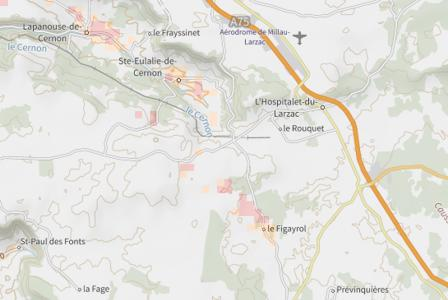 A75
Aérodrome de Millau-
Larzac
Lapanouse-de-
Cernon
le Frayssinet
le Cernon
Ste-Eulalie-de-
Cernon
L'Hospitalet-du-
Larzac
le Cernon
le Rouquet
le Figayrol
St-Paul des Fonts
la Fage
Prévinquières